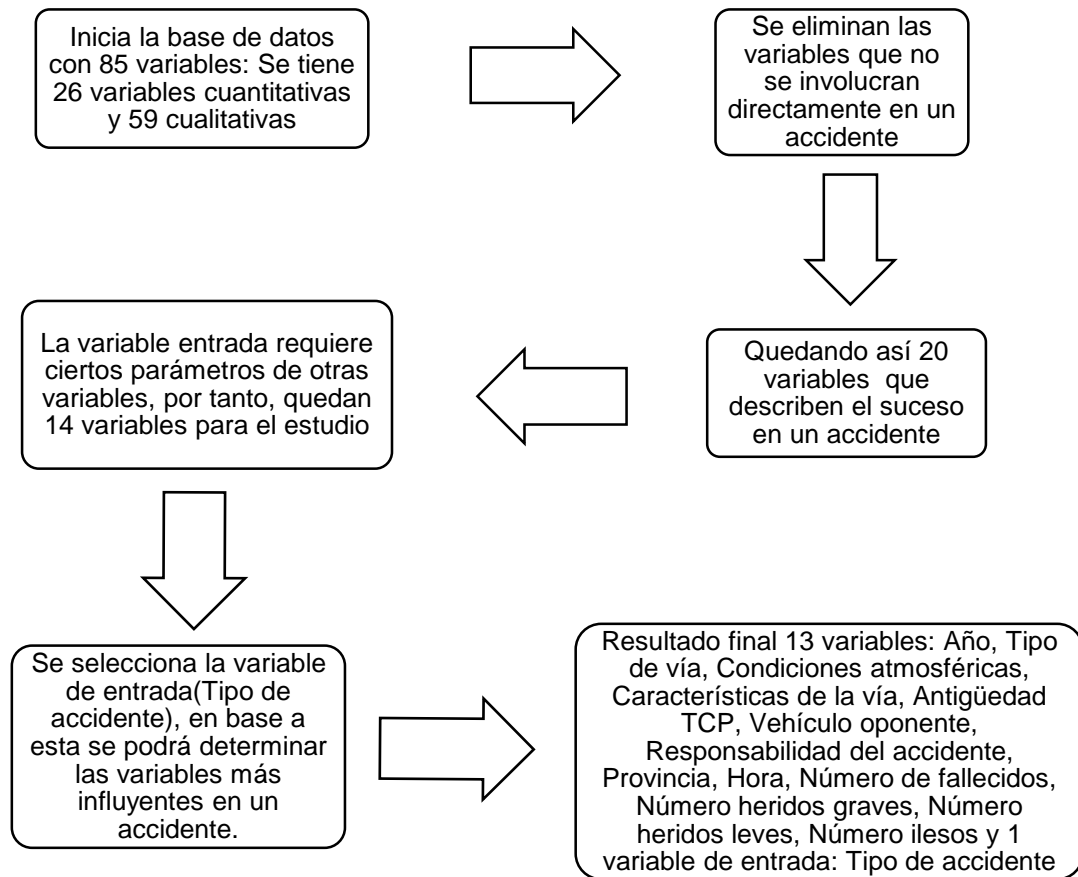 Inicia la base de datos
con 85 variables: Se tiene
26 variables cuantitativas
y 59 cualitativas
Se eliminan las
variables que no
se involucran
directamente en un
accidente
Quedando así 20
variables que
describen el suceso
en un accidente
La variable entrada requiere
ciertos parámetros de otras
variables, por tanto, quedan
14 variables para el estudio
Se selecciona la variable
de entrada(Tipo de
accidente), en base a
esta se podrá determinar
las variables más
influyentes en un
accidente.
Resultado final 13 variables: Año, Tipo
de vía, Condiciones atmosféricas,
Características de la vía, Antigüedad
TCP, Vehículo oponente,
Responsabilidad del accidente,
Provincia, Hora, Número de fallecidos,
Número heridos graves, Número
heridos leves, Número ilesos y 1
variable de entrada: Tipo de accidente